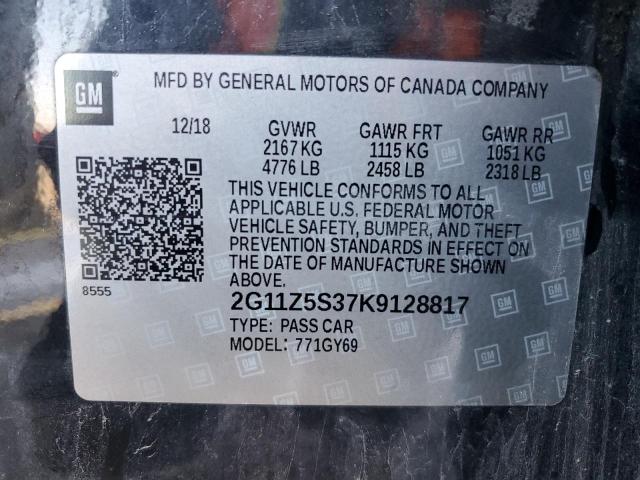 GM
MFD BY GENERAL MOTORS OF CANADA COMPANY
12/18 GVWR GAWR FRT GAWR RR
2167 KG 1115 KG 1051 KG
4776 LB 2458 LB 2318 LB
THIS VEHICLE CONFORMS TO ALL
APPLICABLE U.S. FEDERAL MOTOR
VEHICLE SAFETY, BUMPER, AND THEFT
PREVENTION STANDARDS IN EFFECT ON
THE DATE OF MANUFACTURE SHOWN
ABOVE.
8555
2G11Z5S37K9128817
TYPE: PASS CAR
MODEL: 771GY69